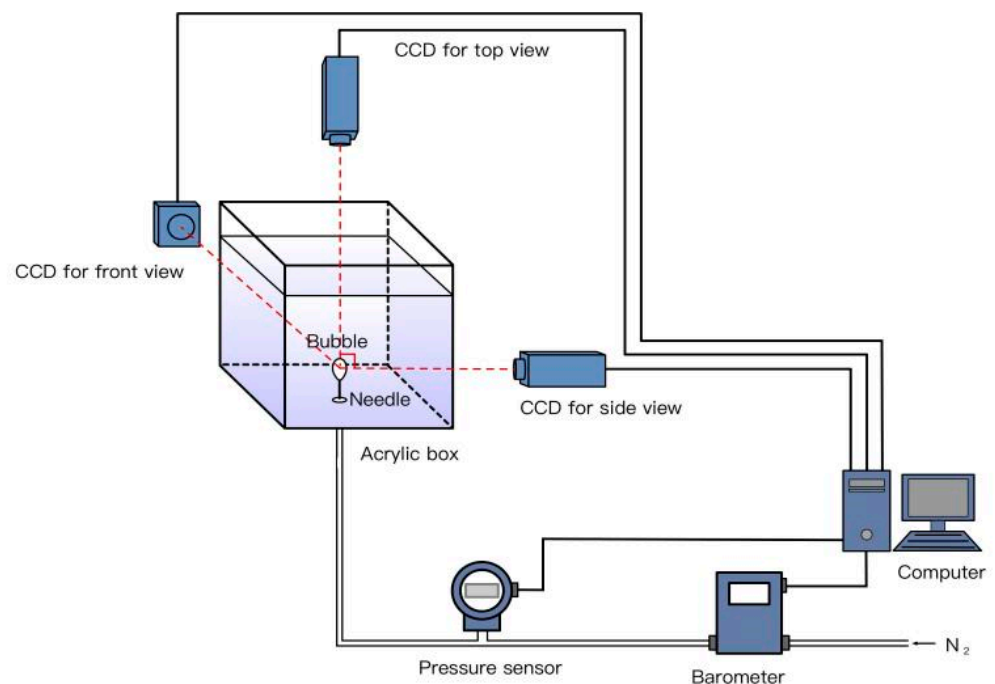 CCD for top view
CCD for front view
Bubble
Needle
CCD for side view
Acrylic box
Computer
N₂
Pressure sensor
Barometer